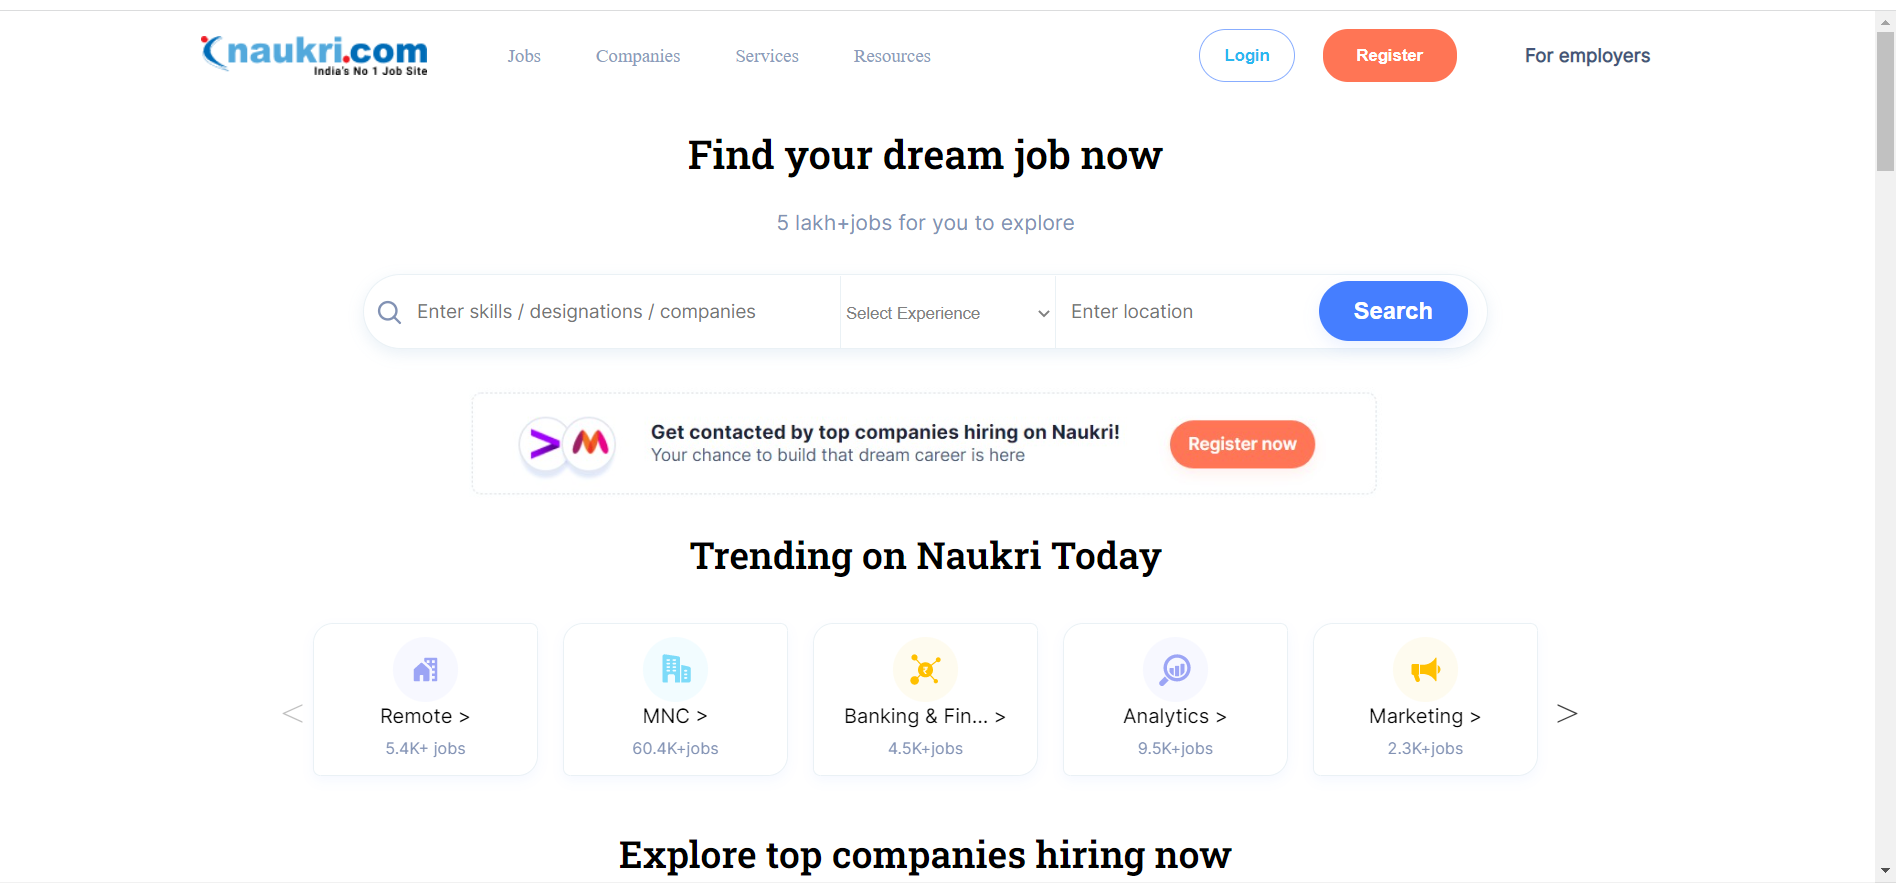 naukri.com
India's No 1 Job Site
Jobs
Companies
Services
Resources
Login
Register
For employers
Find your dream job now
5 lakh+jobs for you to explore
Enter skills / designations / companies
Select Experience
Enter location
Search
Get contacted by top companies hiring on Naukri!
Your chance to build that dream career is here
Register now
Trending on Naukri Today
<
Remote >
5.4K+ jobs
MNC >
60.4K+jobs
Banking & Fin... >
4.5K+jobs
Analytics >
9.5K+jobs
Marketing >
2.3K+jobs
>
Explore top companies hiring now